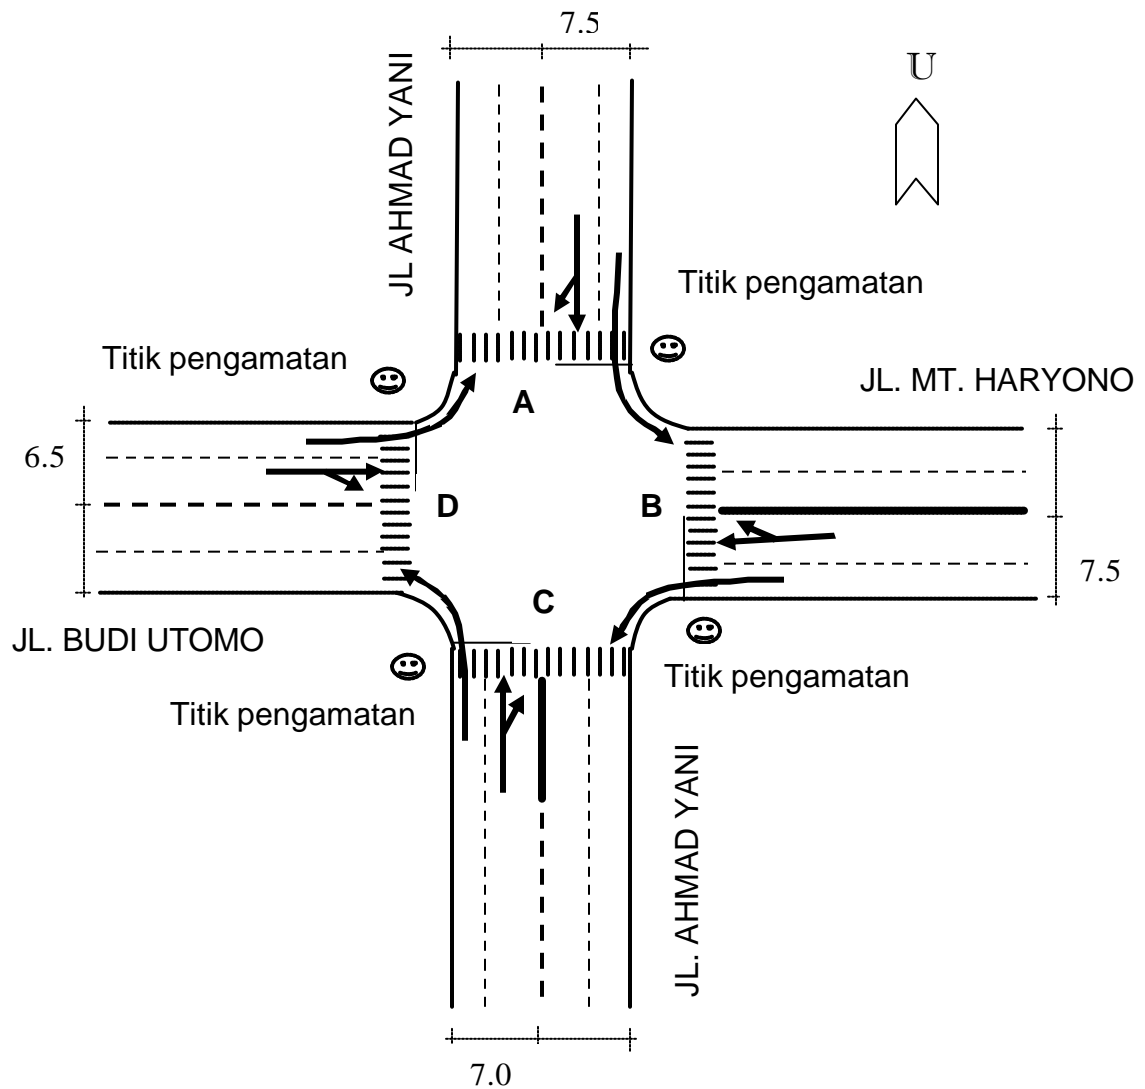 7.5
JL AHMAD YANI
U
Titik pengamatan
Titik pengamatan
JL. MT. HARYONO
A
6.5
D
B
7.5
C
JL. BUDI UTOMO
Titik pengamatan
Titik pengamatan
JL. AHMAD YANI
7.0